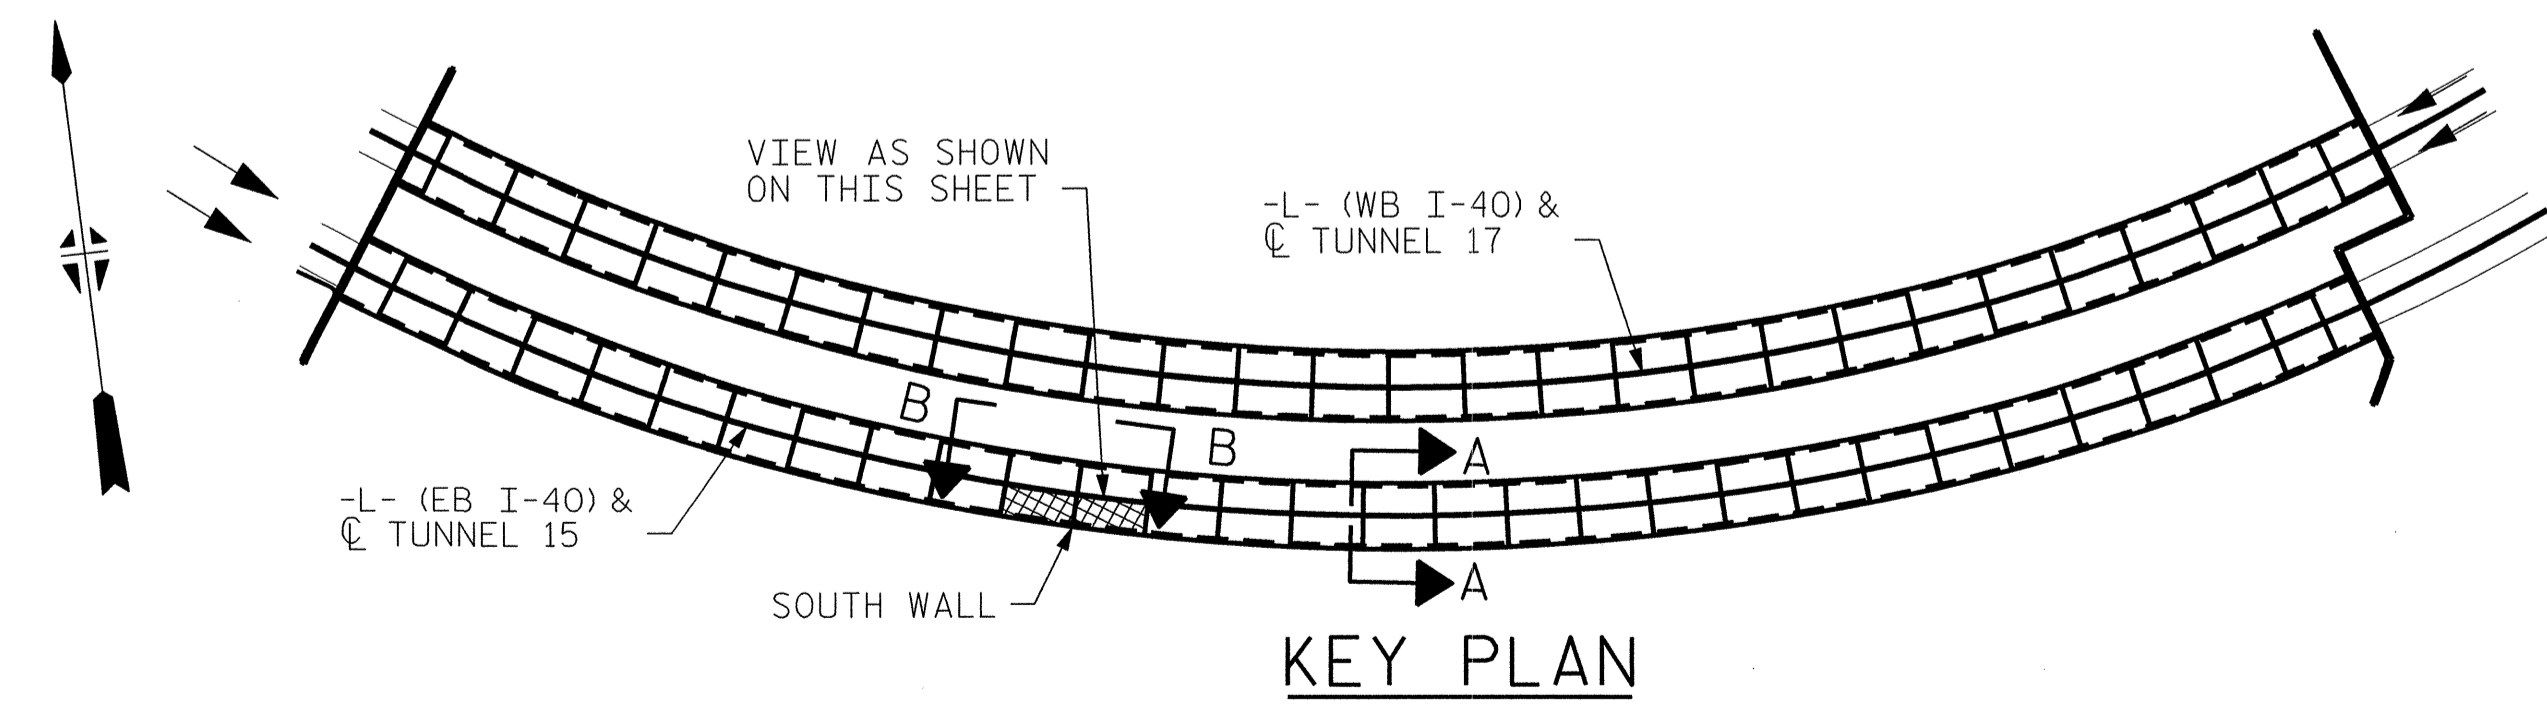 VIEW AS SHOWN
ON THIS SHEET
-L- (WB I-40) &
℄ TUNNEL 17
B
B
A
-L- (EB I-40) &
℄ TUNNEL 15
SOUTH WALL
A
KEY PLAN